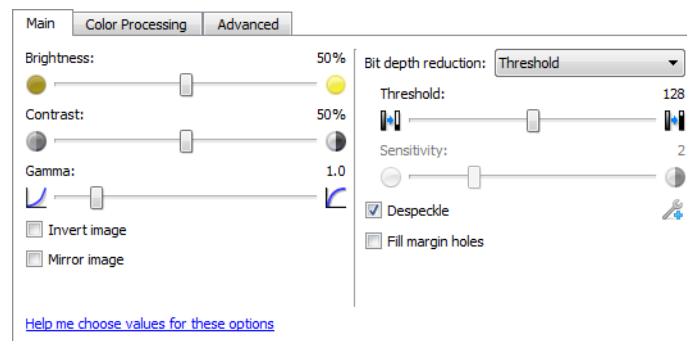 Main Color Processing Advanced
Brightness: 50%
Contrast: 50%
Gamma: 1.0
Invert image
Mirror image
Help me choose values for these options
Bit depth reduction: Threshold
Threshold: 128
Sensitivity: 2
Despeckle
Fill margin holes